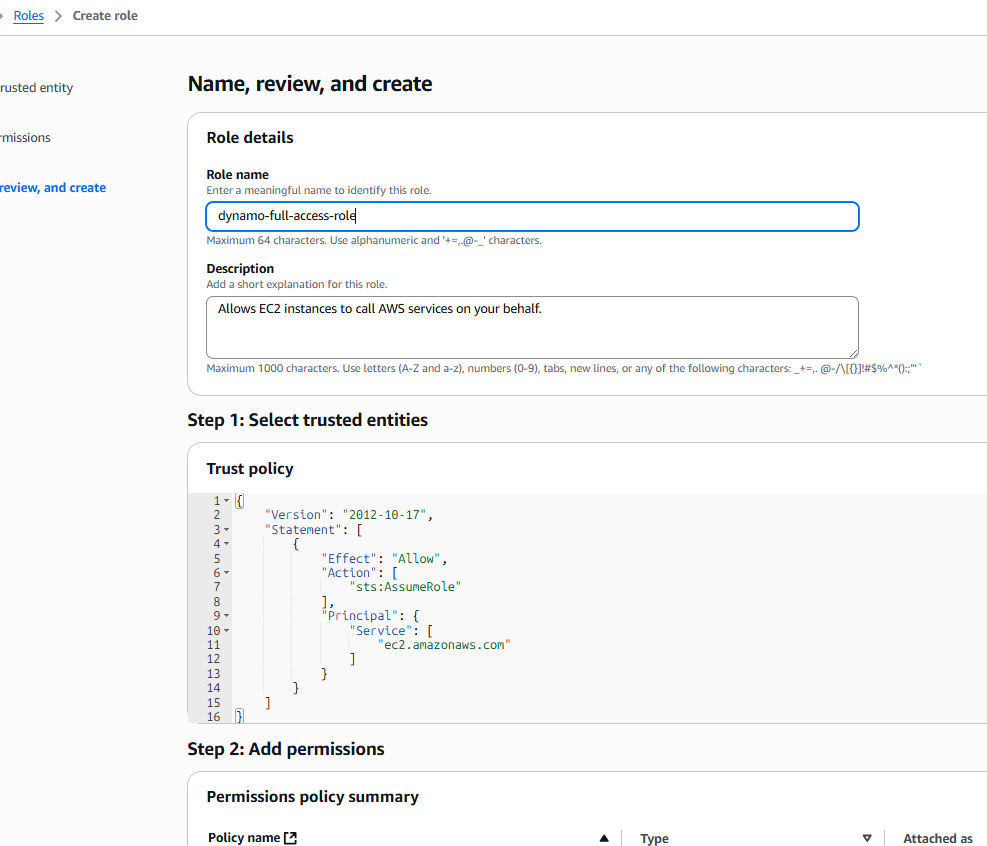 Roles > Create role
rusted entity
rmissions
review, and create
Name, review, and create
Role details
Role name
Enter a meaningful name to identify this role.
dynamo-full-access-role
Maximum 64 characters. Use alphanumeric and '+=,.@-_' characters.
Description
Add a short explanation for this role.
Allows EC2 instances to call AWS services on your behalf.
Maximum 1000 characters. Use letters (A-Z and a-z), numbers (0-9), tabs, new lines, or any of the following characters: _+=,. @-/\[{}]!#$%^*();:"'`
Step 1: Select trusted entities
Trust policy
1 {
2     "Version": "2012-10-17",
3     "Statement": [
4         {
5             "Effect": "Allow",
6             "Action": [
7                 "sts:AssumeRole"
8             ],
9             "Principal": {
10                 "Service": [
11                     "ec2.amazonaws.com"
12                 ]
13             }
14         }
15     ]
16 }
Step 2: Add permissions
Permissions policy summary
Policy name Type Attached as